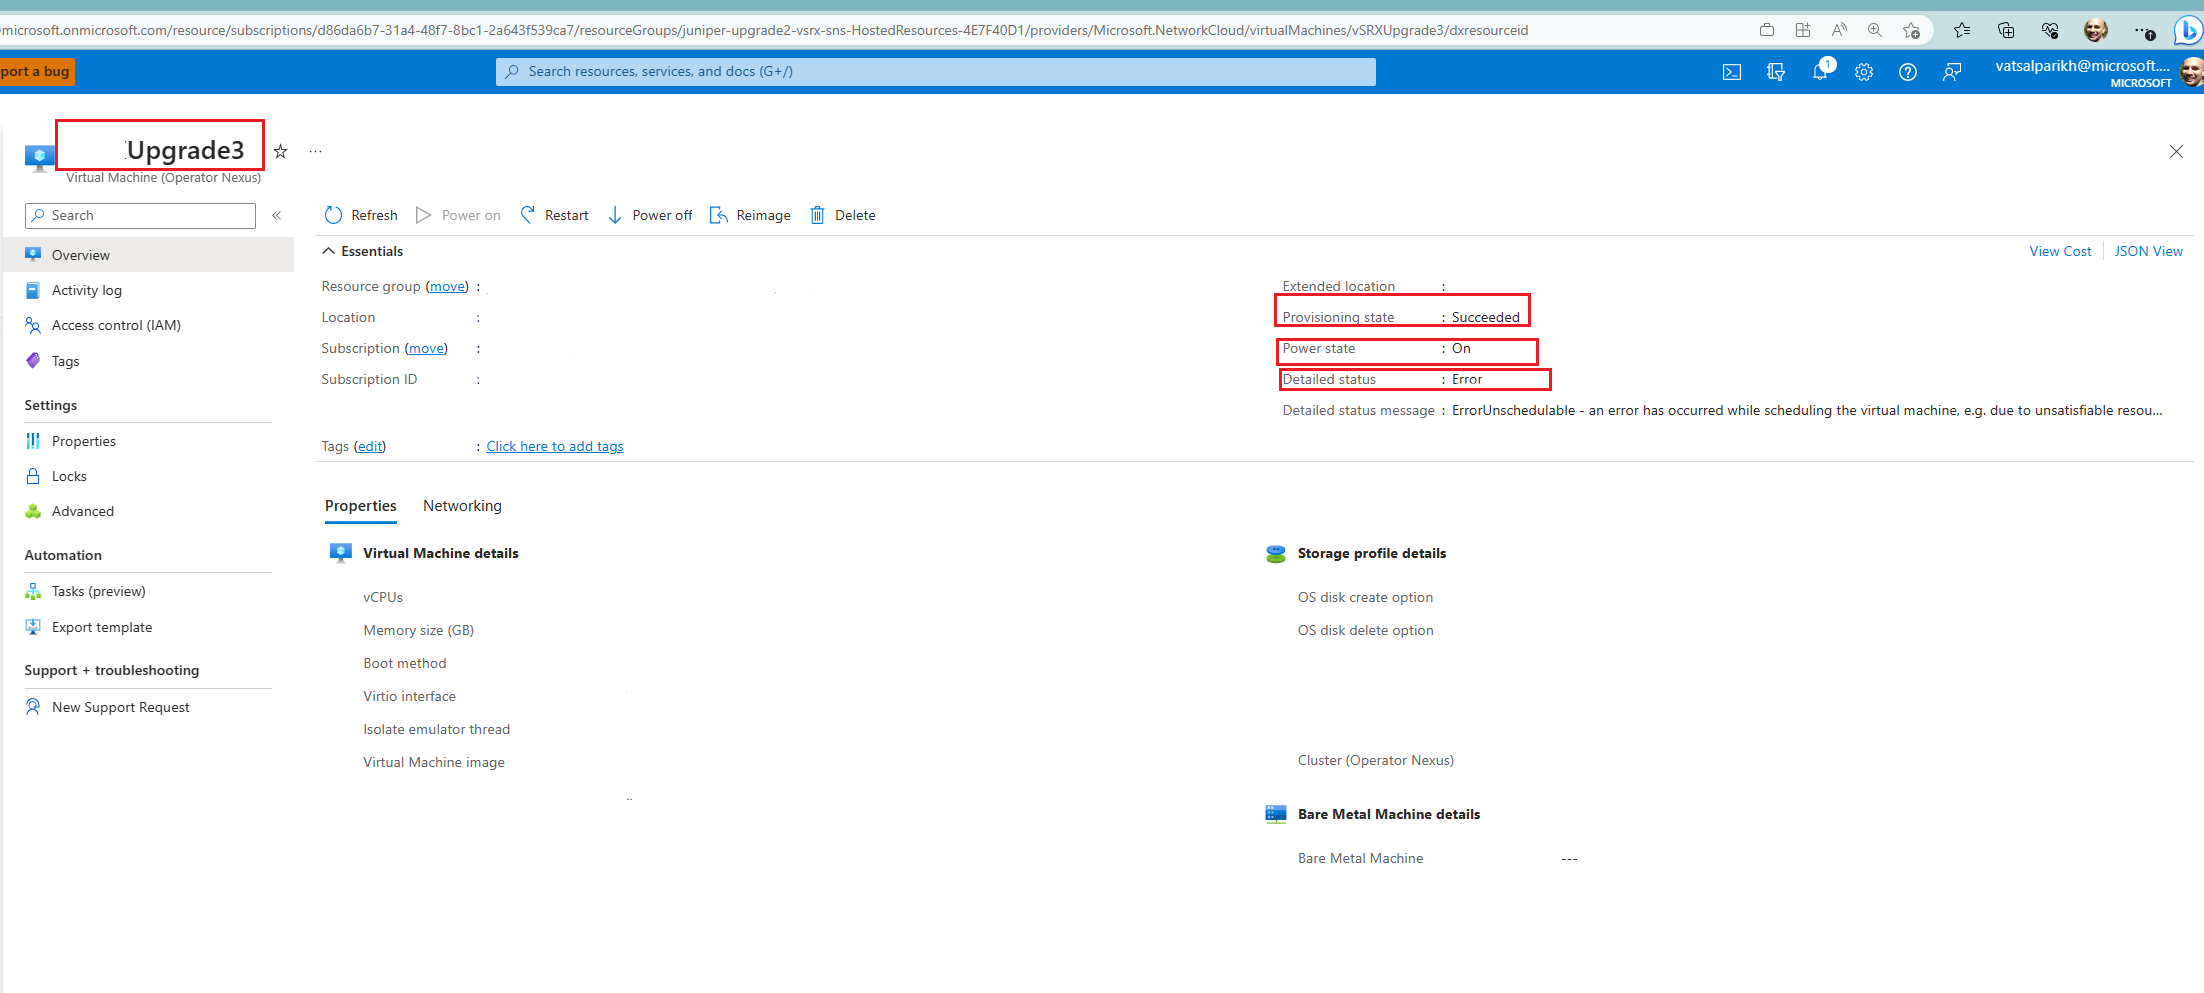 microsoft.onmicrosoft.com/resource/subscriptions/d86da6b7-31a4-48f7-8bc1-2a643f539ca7/resourceGroups/juniper-upgrade2-vsrx-sns-HostedResources-4E7F40D1/providers/Microsoft.NetworkCloud/virtualMachines/vSRXUpgrade3/dxresourceid
port a bug
Search resources, services, and docs (G+/)
1
vatsalparikh@microsoft....
MICROSOFT
Upgrade3
...
Virtual Machine (Operator Nexus)
Search
«
Refresh
Power on
Restart
Power off
Reimage
Delete
Overview
Activity log
Access control (IAM)
Tags
Settings
Properties
Locks
Advanced
Automation
Tasks (preview)
Export template
Support + troubleshooting
New Support Request
Essentials
View Cost
JSON View
Resource group (move) :
Location :
Subscription (move) :
Subscription ID :
Extended location :
Provisioning state : Succeeded
Power state : On
Detailed status : Error
Detailed status message : ErrorUnschedulable - an error has occurred while scheduling the virtual machine, e.g. due to unsatisfiable resou...
Tags (edit) : Click here to add tags
Properties
Networking
Virtual Machine details
vCPUs
Memory size (GB)
Boot method
Virtio interface
Isolate emulator thread
Virtual Machine image
Storage profile details
OS disk create option
OS disk delete option
Cluster (Operator Nexus)
Bare Metal Machine details
Bare Metal Machine ---